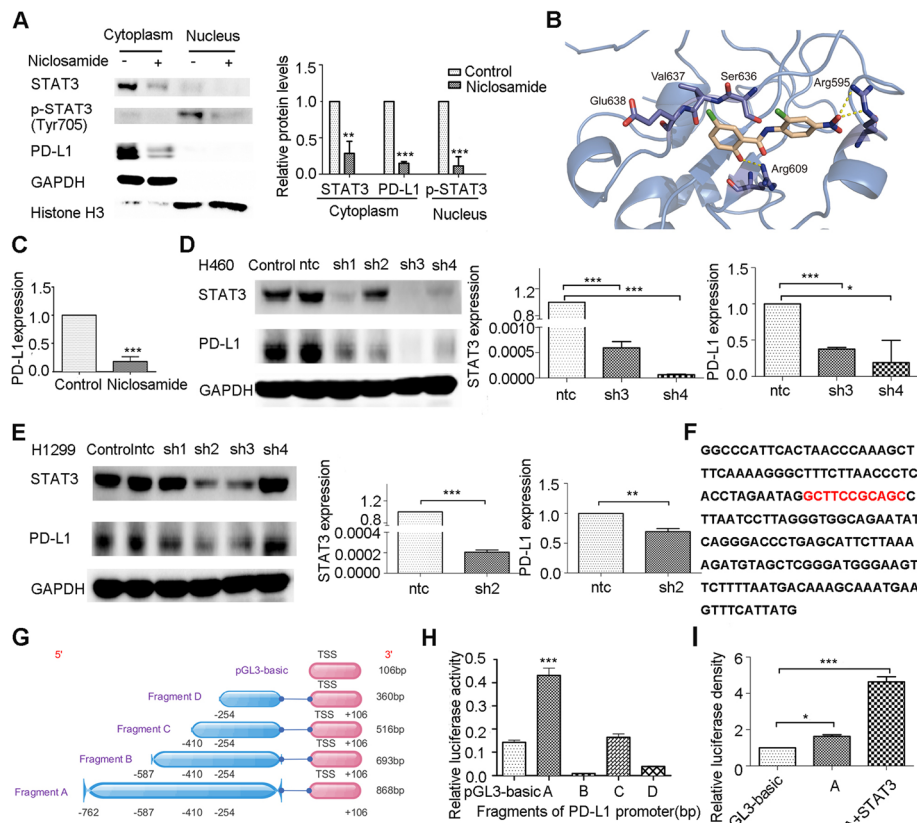 A
Cytoplasm Nucleus
Niclosamide - + - +
STAT3
p-STAT3
(Tyr705)
PD-L1
GAPDH
Histone H3
Relative protein levels
1.5
1.0
0.5
0.0
Control
Niclosamide
** *** ***
STAT3 PD-L1 p-STAT3
Cytoplasm Nucleus
B
Glu638
Val637
Ser636
Arg595
Arg609
C
PD-L1expression
1.5
1.0
0.5
0.0
***
Control Niclosamide
D
H460 Control ntc sh1 sh2 sh3 sh4
STAT3
PD-L1
GAPDH
STAT3 expression
1.2
0.8
0.0010
0.0005
0.0000
***
***
ntc sh3 sh4
PD-L1 expression
1.5
1.0
0.5
0.0
***
*
ntc sh3 sh4
E
H1299 Controlntc sh1 sh2 sh3 sh4
STAT3
PD-L1
GAPDH
STAT3 expression
1.2
0.8
0.0004
0.0002
0.0000
***
ntc sh2
PD-L1 expression
1.5
1.0
0.5
0.0
**
ntc sh2
F
GGCCCATTCACTAACCCAAAGCT
TTCAAAAGGGCTTTCTTAACCCTC
ACCTAGAATAGGCTTCCGCAGCC
TTAATCCTTAGGGTGGCAGAATAT
CAGGGACCCTGAGCATTCTTAAA
AGATGTAGCTCGGGATGGGAAGT
TCTTTTAATGACAAAGCAAATGAA
GTTTCATTATG
G
5' TSS 3'
pGL3-basic 106bp
TSS
Fragment D 360bp
-254 TSS +106
Fragment C 516bp
-410 -254 TSS +106
Fragment B 693bp
-587 -410 -254 TSS +106
Fragment A 868bp
-762 -587 -410 -254 +106
H
Relative luciferase activity
0.5
0.4
0.3
0.2
0.1
0.0
***
pGL3-basic A B C D
Fragments of PD-L1 promoter(bp)
I
Relative luciferase density
6
4
2
0
***
*
GL3-basic A A+STAT3